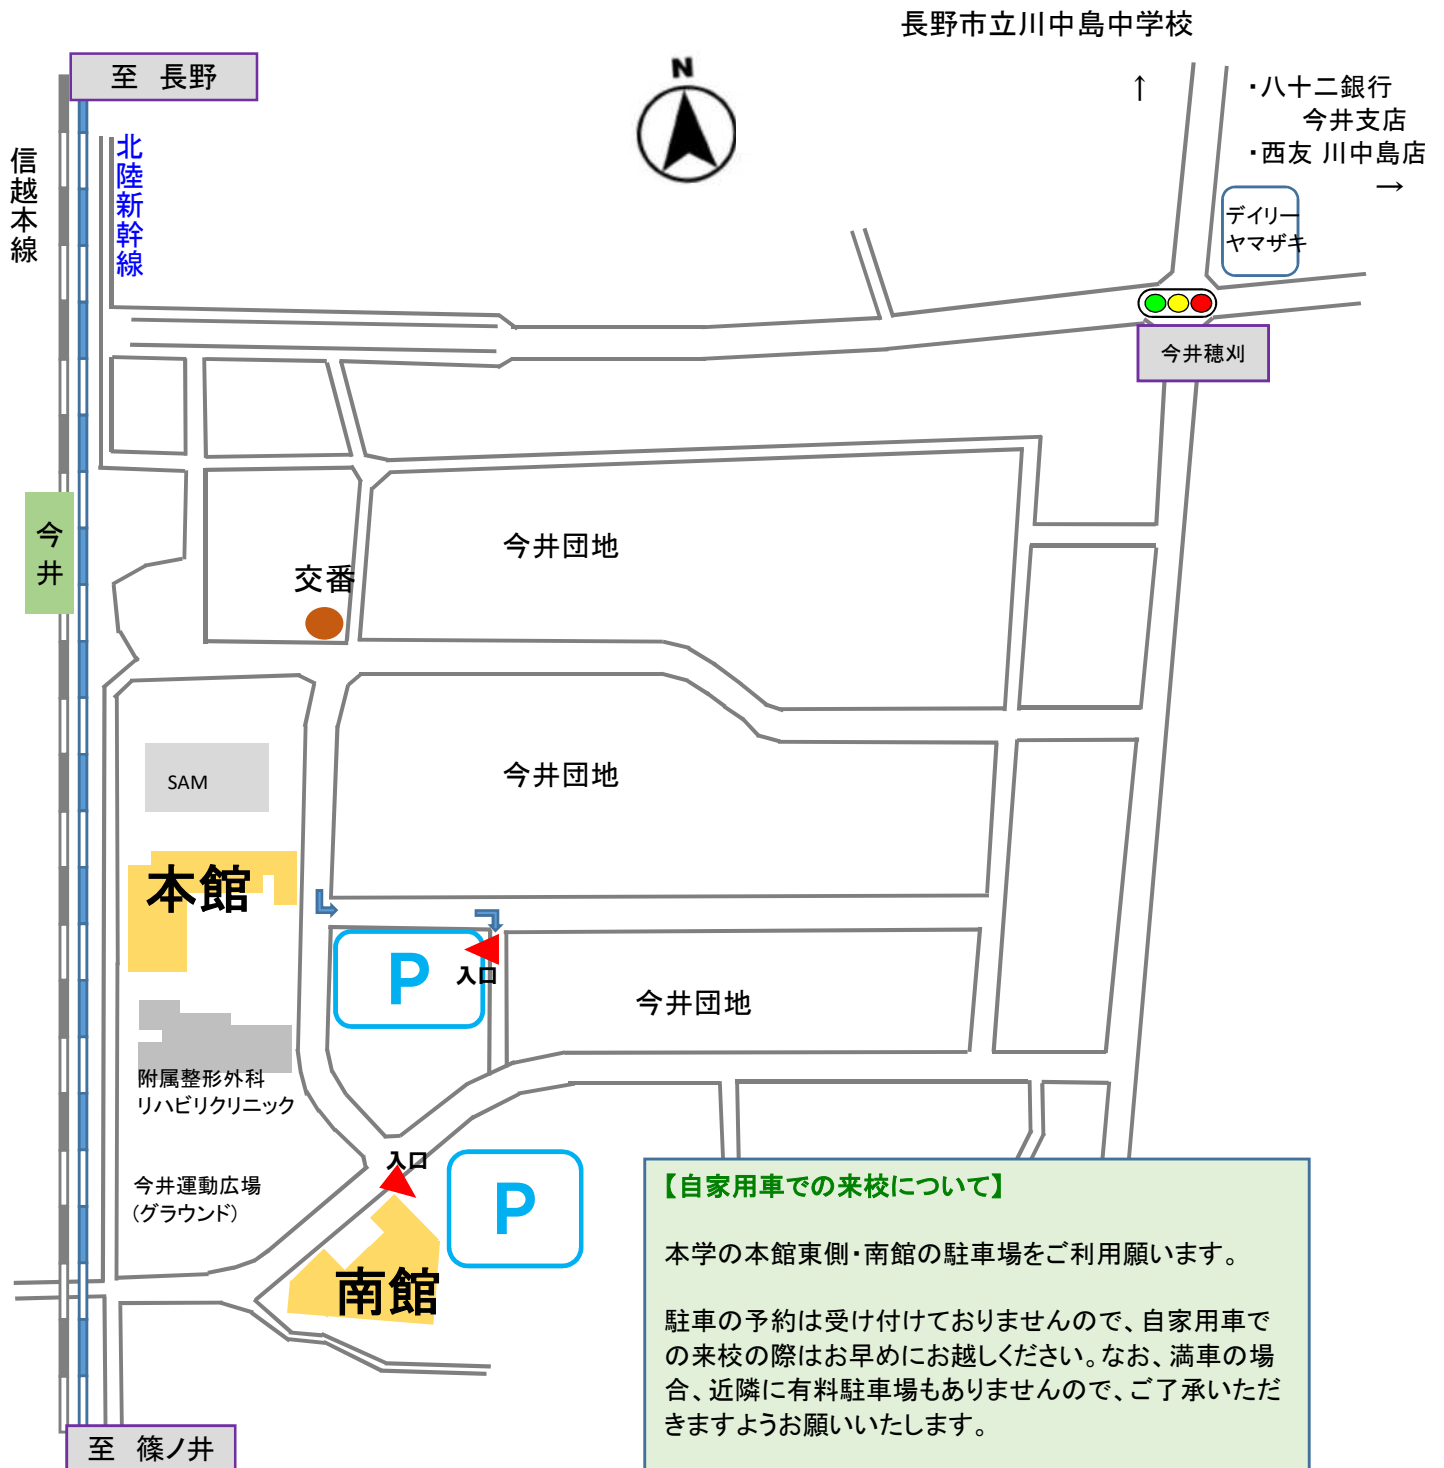 長野市立川中島中学校
至　長野
N
↑
・八十二銀行
今井支店
・西友 川中島店
→
信越本線
北陸新幹線
デイリー
ヤマザキ
今井穂刈
今井
今井団地
交番
今井団地
SAM
本館
P
入口
今井団地
附属整形外科
リハビリクリニック
入口
今井運動広場
（グラウンド）
P
南館
【自家用車での来校について】
本学の本館東側・南館の駐車場をご利用願います。
駐車の予約は受け付けておりませんので、自家用車で
の来校の際はお早めにお越しください。なお、満車の場
合、近隣に有料駐車場もありませんので、ご了承いただ
きますようお願いいたします。
至　篠ノ井